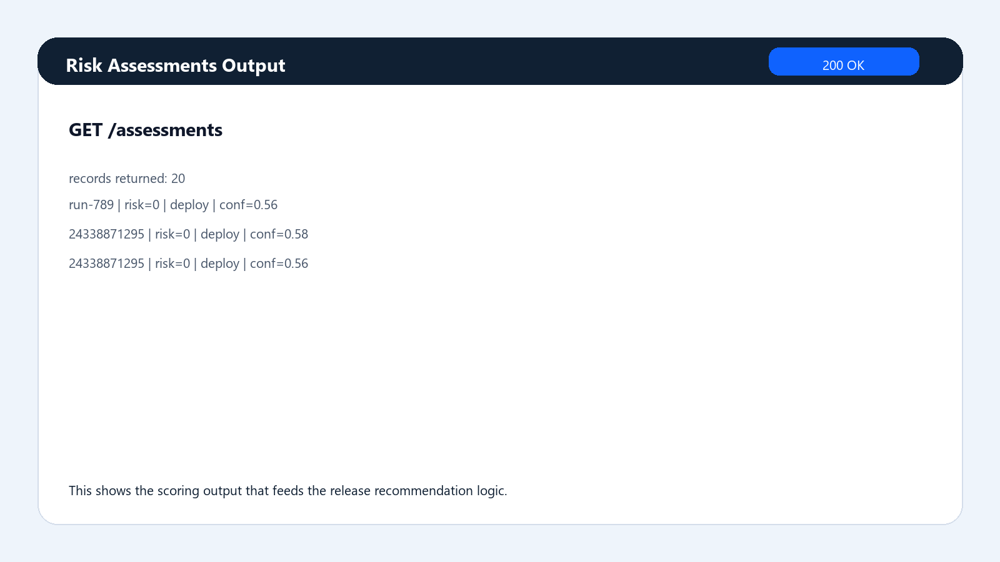 Risk Assessments Output
200 OK
GET /assessments
records returned: 20
run-789 | risk=0 | deploy | conf=0.56
24338871295 | risk=0 | deploy | conf=0.58
24338871295 | risk=0 | deploy | conf=0.56
This shows the scoring output that feeds the release recommendation logic.